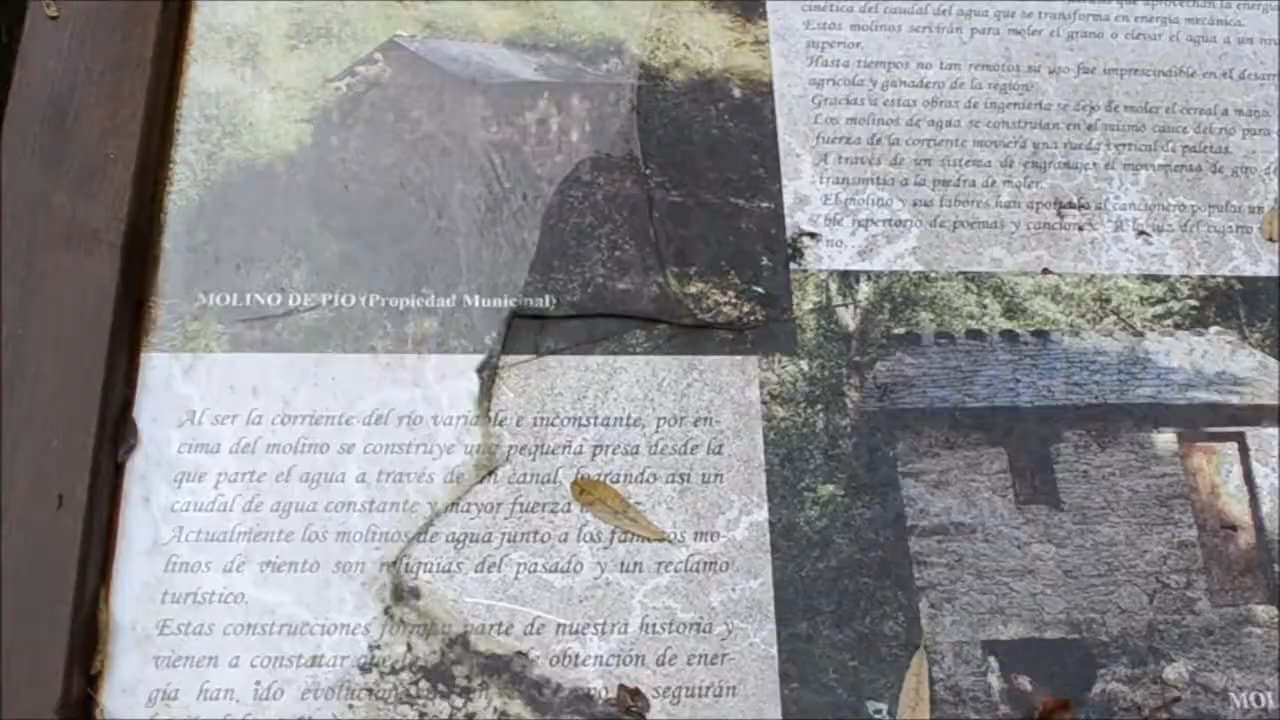 cinética del caudal del agua que se transforma en energía mecánica.
Estos molinos servirán para moler el grano o elevar el agua a un
superior.
Hasta tiempos no tan remotos su uso fue imprescindible en el
agrícola y ganadero de la región.
Gracias a estas obras de ingeniería se dejó de moler el cereal a mano.
Los molinos de agua se construían en el mismo cauce del río para
fuerza de la corriente moviera una rueda vertical de paletas.
A través de un sistema de engranajes el movimiento de giro
transmitía a la piedra de moler.
El molino y sus labores han aportado al cancionero popular un
ble repertorio de poemas y canciones.
MOLINO DE PÍO (Propiedad Municipal)
Al ser la corriente del río variable e inconstante, por en-
cima del molino se construye una pequeña presa desde la
que parte el agua a través de un canal, logrando así un
caudal de agua constante y mayor fuerza
Actualmente los molinos de agua junto a los famosos mo-
linos de viento son reliquias del pasado y un reclamo
turístico.
Estas construcciones forman parte de nuestra historia y
vienen a constatar que obtención de ener-
gía han ido seguirán
MOL